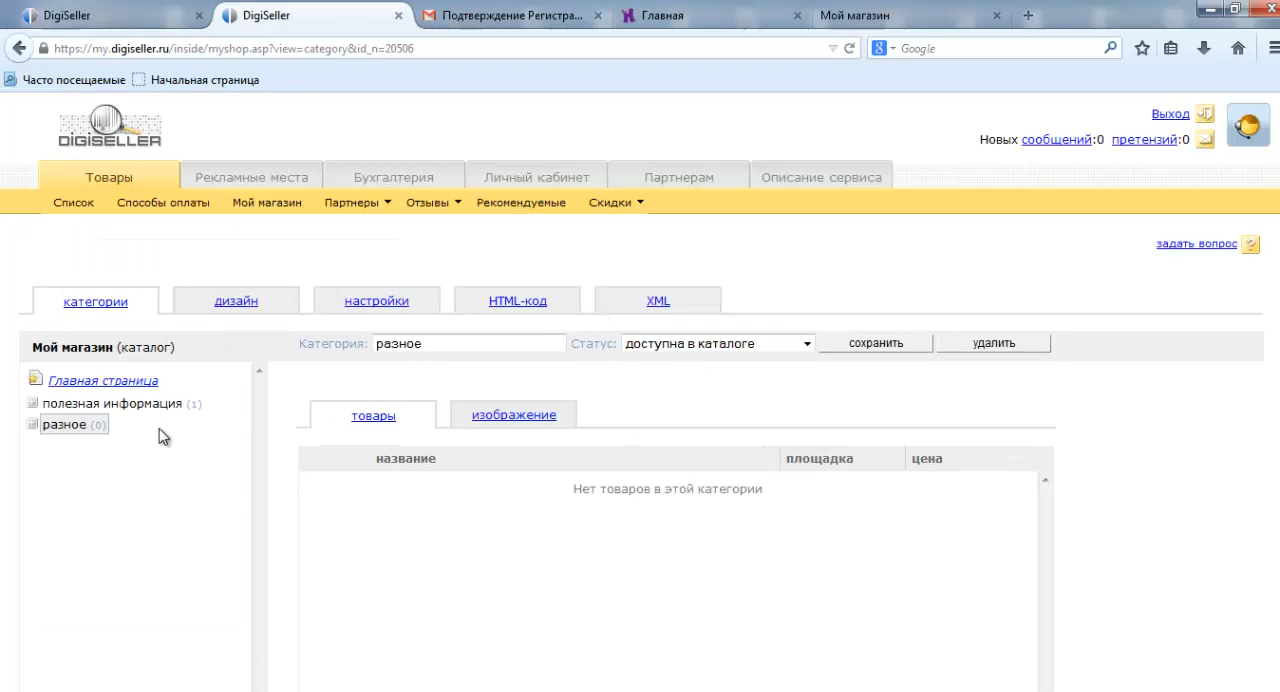 DigiSeller
DigiSeller
Подтверждение Регистра...
Главная
Мой магазин
https://my.digiseller.ru/inside/myshop.asp?view=category&id_n=20506
Google
Часто посещаемые
Начальная страница
DIGISELLER
Выход
Новых сообщений:0 претензий:0
Товары
Рекламные места
Бухгалтерия
Личный кабинет
Партнерам
Описание сервиса
Список
Способы оплаты
Мой магазин
Партнеры
Отзывы
Рекомендуемые
Скидки
задать вопрос
категории
дизайн
настройки
HTML-код
XML
Мой магазин (каталог)
Категория: разное
Статус: доступна в каталоге
сохранить
удалить
Главная страница
полезная информация (1)
разное (0)
товары
изображение
название
площадка
цена
Нет товаров в этой категории